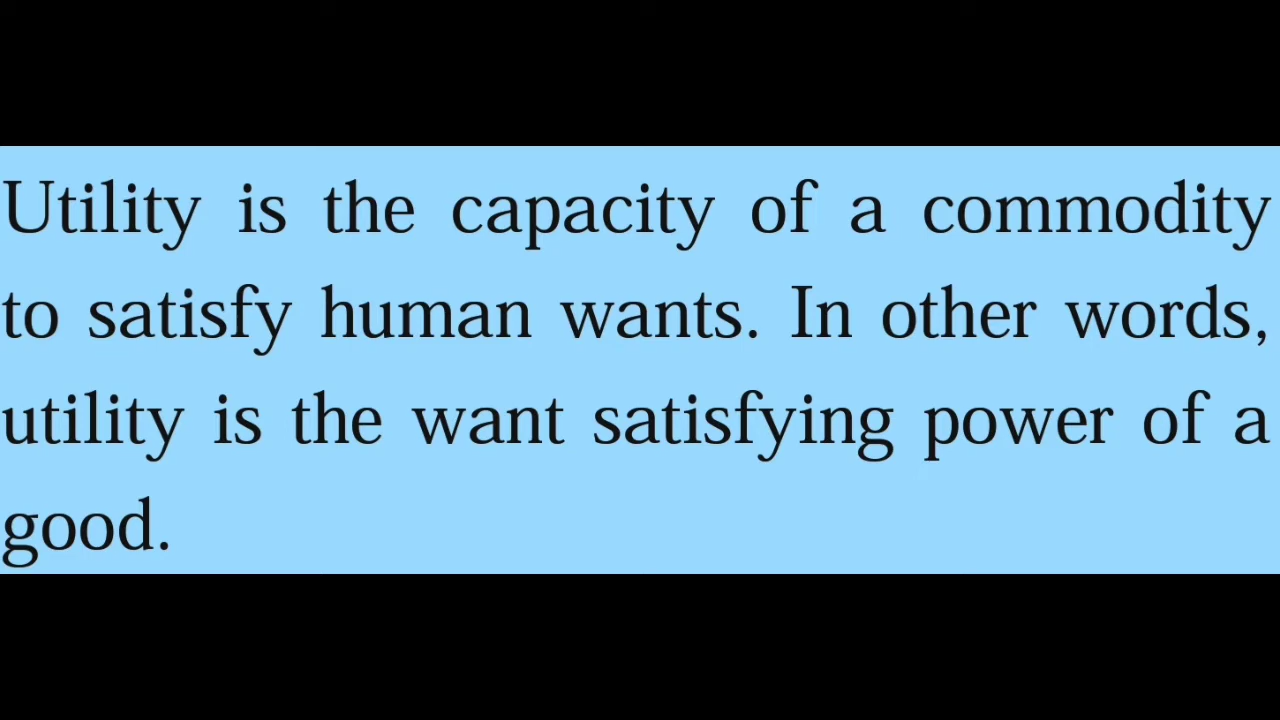 Utility is the capacity of a commodity
to satisfy human wants. In other words,
utility is the want satisfying power of a
good.